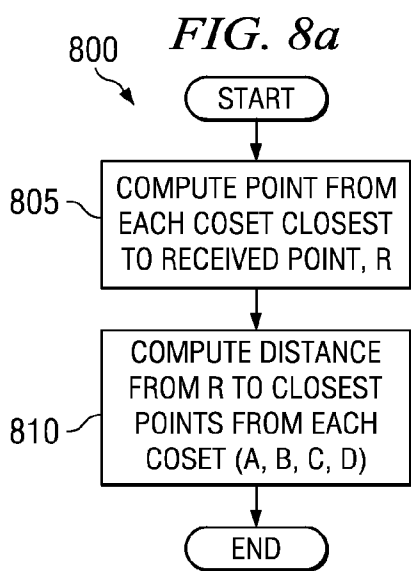 FIG. 8a
800
START
805
COMPUTE POINT FROM
EACH COSET CLOSEST
TO RECEIVED POINT, R
810
COMPUTE DISTANCE
FROM R TO CLOSEST
POINTS FROM EACH
COSET (A, B, C, D)
END